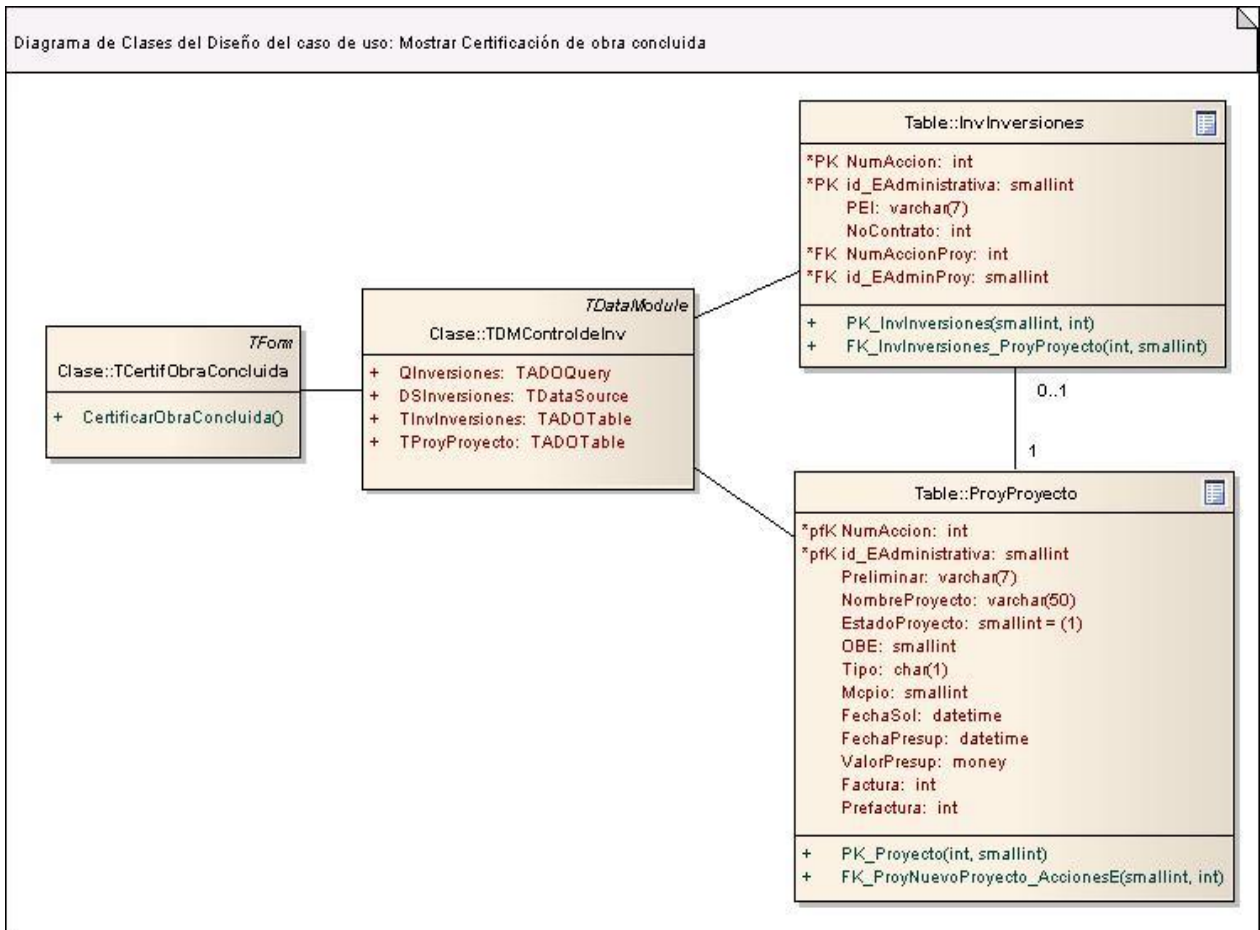 Diagrama de Clases del Diseño del caso de uso: Mostrar Certificación de obra concluida
TForm
Clase::TCertifObraConcluida
+ CertificarObraConcluida()
TDataModule
Clase::TDMControldeInv
+ QInversiones: TADOQuery
+ DSInversiones: TDataSource
+ TInvInversiones: TADOTable
+ TProyProyecto: TADOTable
Table::InvInversiones
*PK NumAccion: int
*PK id_EAdministrativa: smallint
PEI: varchar(7)
NoContrato: int
*FK NumAccionProy: int
*FK id_EAdminProy: smallint
+ PK_InvInversiones(smallint, int)
+ FK_InvInversiones_ProyProyecto(int, smallint)
0..1
1
Table::ProyProyecto
*pfK NumAccion: int
*pfK id_EAdministrativa: smallint
Preliminar: varchar(7)
NombreProyecto: varchar(50)
EstadoProyecto: smallint = (1)
OBE: smallint
Tipo: char(1)
Mcpio: smallint
FechaSol: datetime
FechaPresup: datetime
ValorPresup: money
Factura: int
Prefactura: int
+ PK_Proyecto(int, smallint)
+ FK_ProyNuevoProyecto_AccionesE(smallint, int)